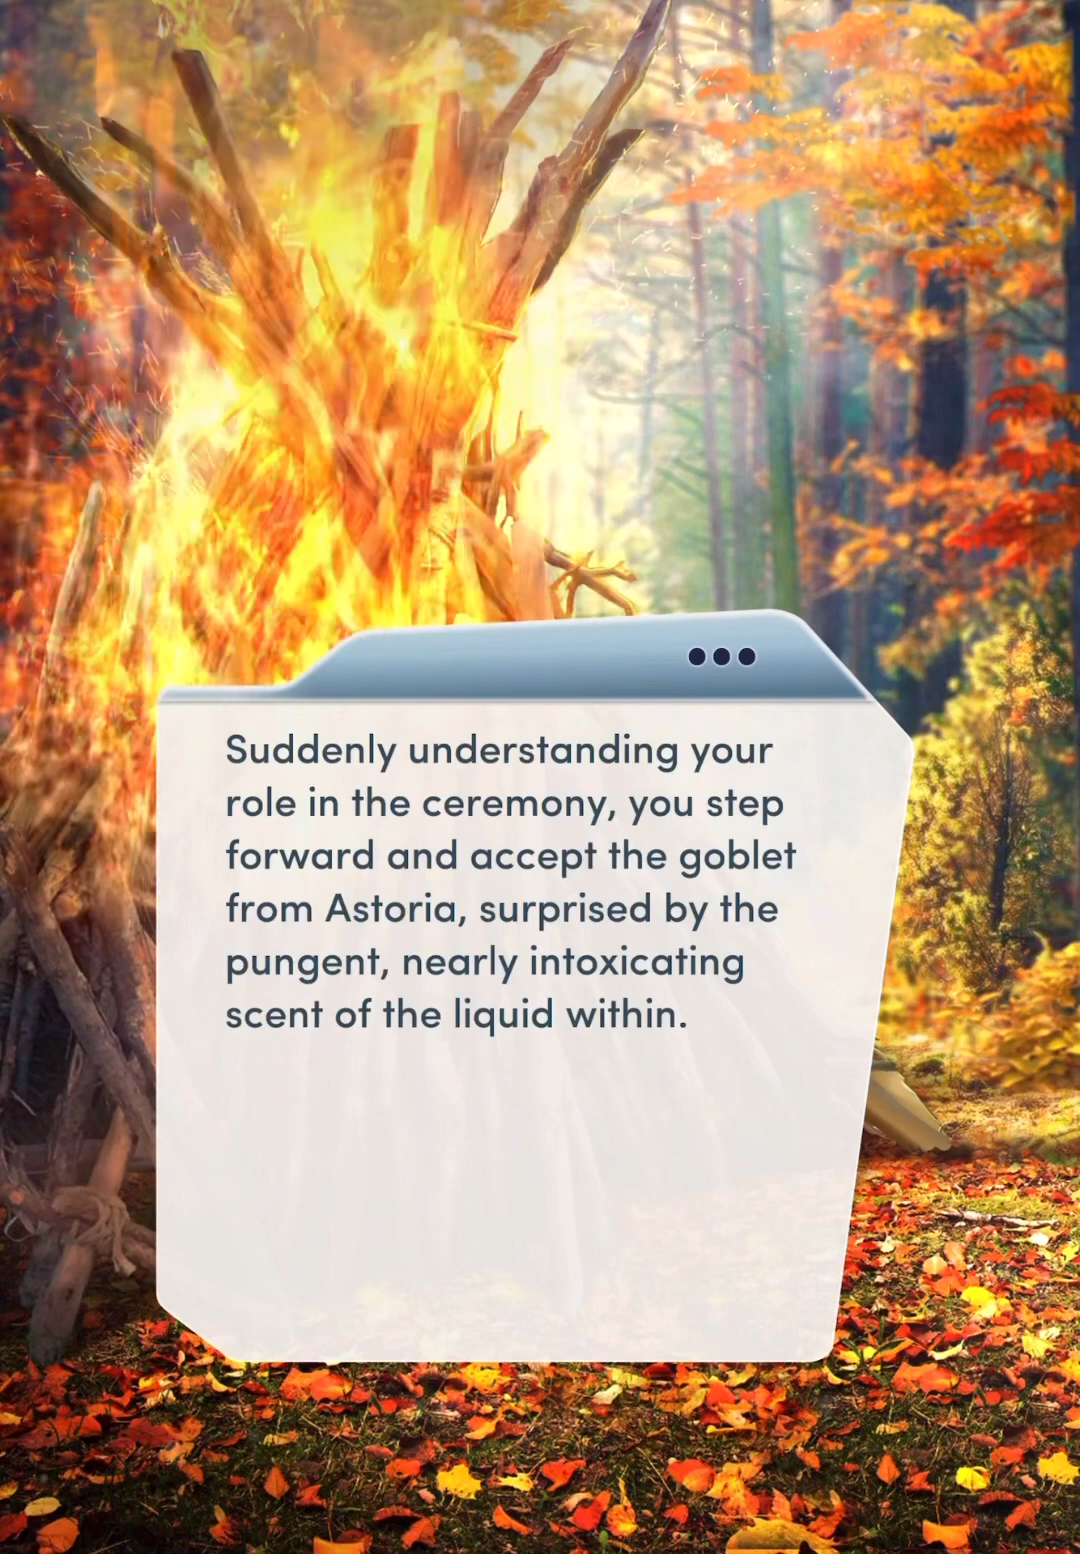 Suddenly understanding your
role in the ceremony, you step
forward and accept the goblet
from Astoria, surprised by the
pungent, nearly intoxicating
scent of the liquid within.